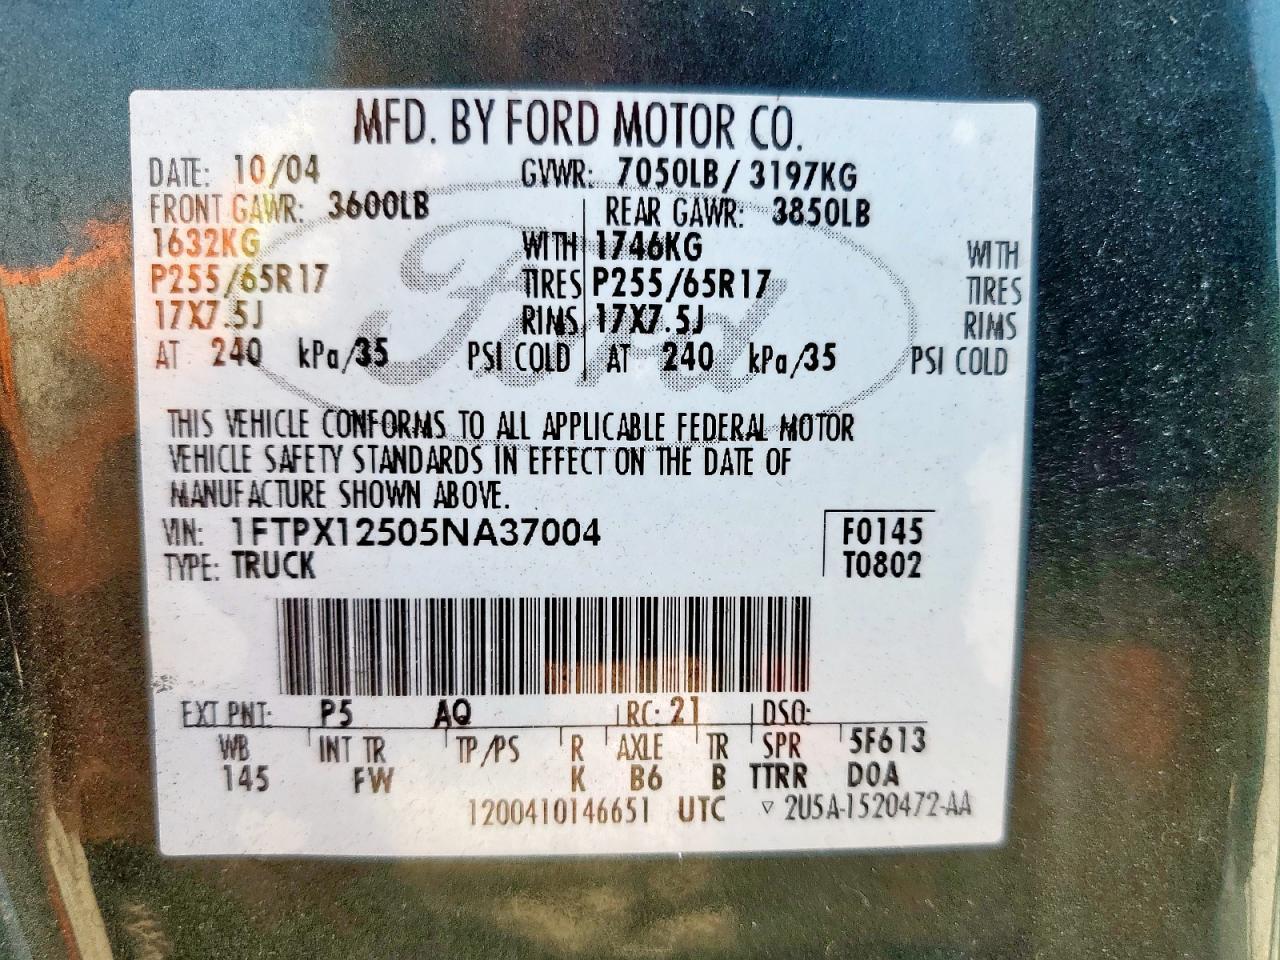 MFD. BY FORD MOTOR CO.
DATE: 10/04 GVWR: 7050LB/ 3197KG
FRONT GAWR: 3600LB REAR GAWR: 3850LB
1632KG WITH 1746KG WITH
P255/65R17 TIRES P255/65R17 TIRES
17X7.5J RIMS 17X7.5J RIMS
AT 240 kPa/35 PSI COLD AT 240 kPa/35 PSI COLD
Ford
THIS VEHICLE CONFORMS TO ALL APPLICABLE FEDERAL MOTOR
VEHICLE SAFETY STANDARDS IN EFFECT ON THE DATE OF
MANUFACTURE SHOWN ABOVE.
VIN: 1FTPX12505NA37004 F0145
TYPE: TRUCK T0802
EXT PNT: P5 AQ RC: 21 DSO:
WB INT TR TP/PS R AXLE TR SPR 5F613
145 FW K B6 B TTRR DOA
1200410146651 UTC ▽ 2U5A-1520472-AA